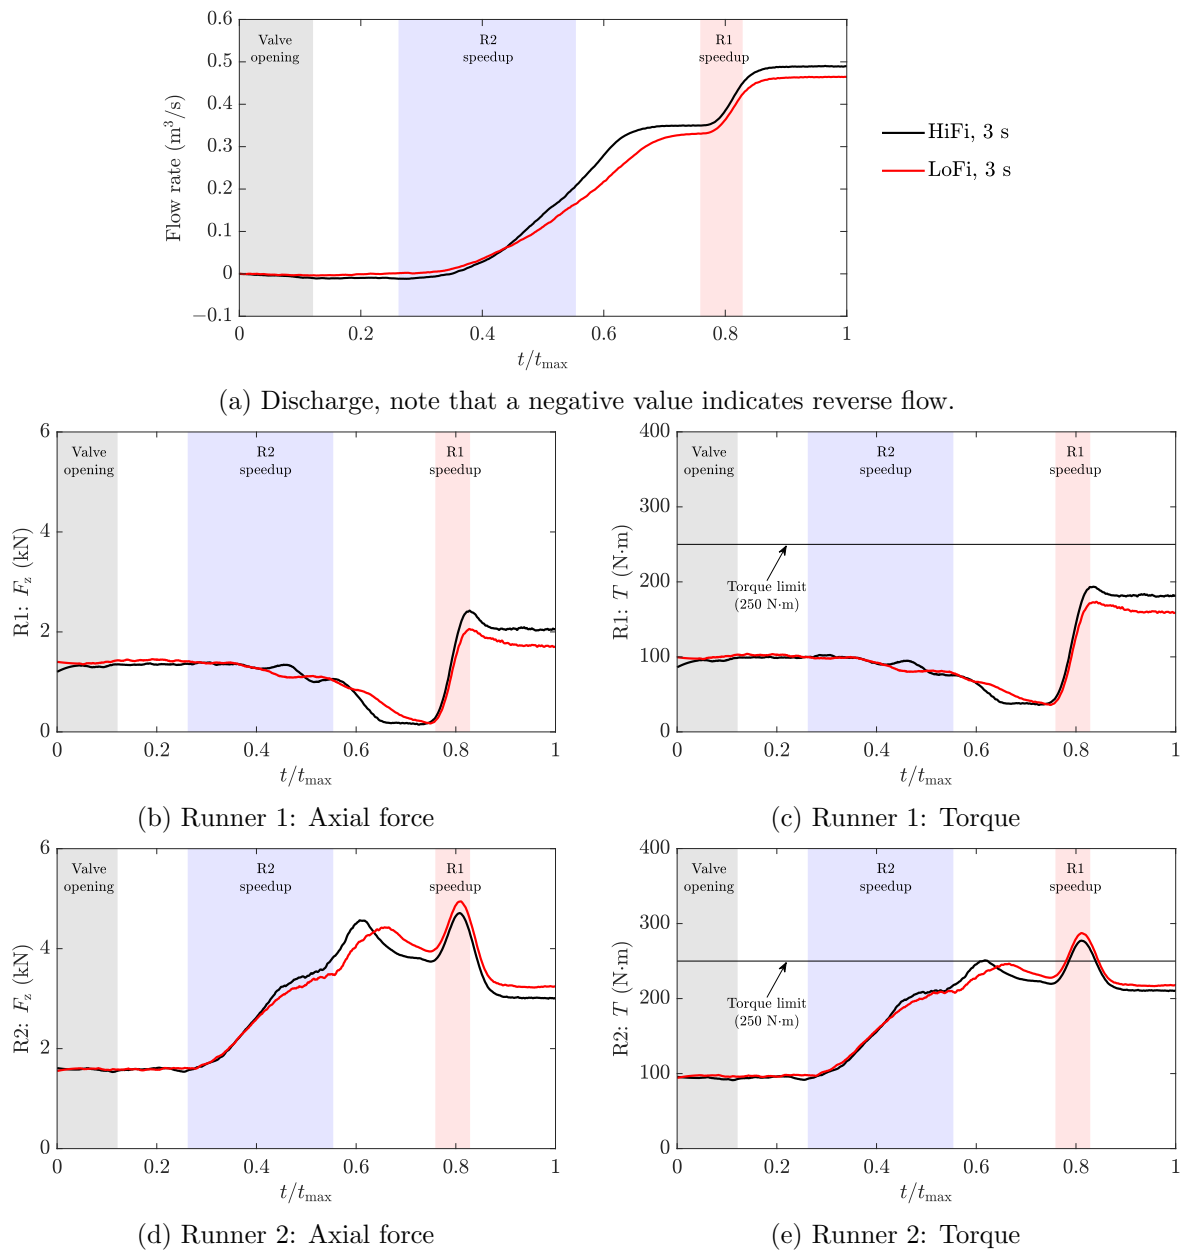 Valve
opening
R2
speedup
R1
speedup
0.6
0.5
0.4
0.3
0.2
0.1
0
−0.1
Flow rate (m³/s)
0 0.2 0.4 0.6 0.8 1
t/tmax
HiFi, 3 s
LoFi, 3 s
(a) Discharge, note that a negative value indicates reverse flow.
Valve
opening
R2
speedup
R1
speedup
6
4
2
0
R1: Fz (kN)
0 0.2 0.4 0.6 0.8 1
t/tmax
(b) Runner 1: Axial force
Valve
opening
R2
speedup
R1
speedup
400
300
200
100
0
R1: T (N·m)
Torque limit
(250 N·m)
0 0.2 0.4 0.6 0.8 1
t/tmax
(c) Runner 1: Torque
Valve
opening
R2
speedup
R1
speedup
6
4
2
0
R2: Fz (kN)
0 0.2 0.4 0.6 0.8 1
t/tmax
(d) Runner 2: Axial force
Valve
opening
R2
speedup
R1
speedup
400
300
200
100
0
R2: T (N·m)
Torque limit
(250 N·m)
0 0.2 0.4 0.6 0.8 1
t/tmax
(e) Runner 2: Torque